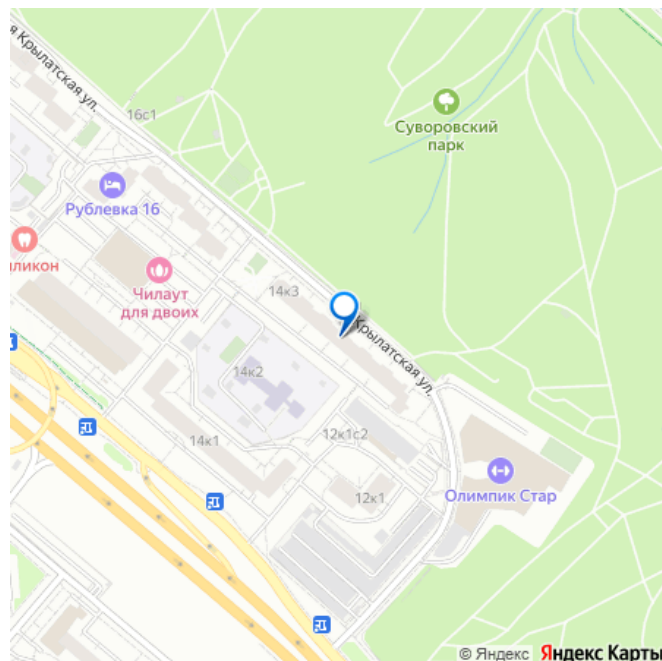 я Крылатская ул.
16с1
Суворовский
парк
Рублевка 16
иликон
Чилаут
для двоих
14к3
Крылатская ул.
14к2
14к1
12к1с2
12к1
Олимпик Стар
© Яндекс Яндекс Карты